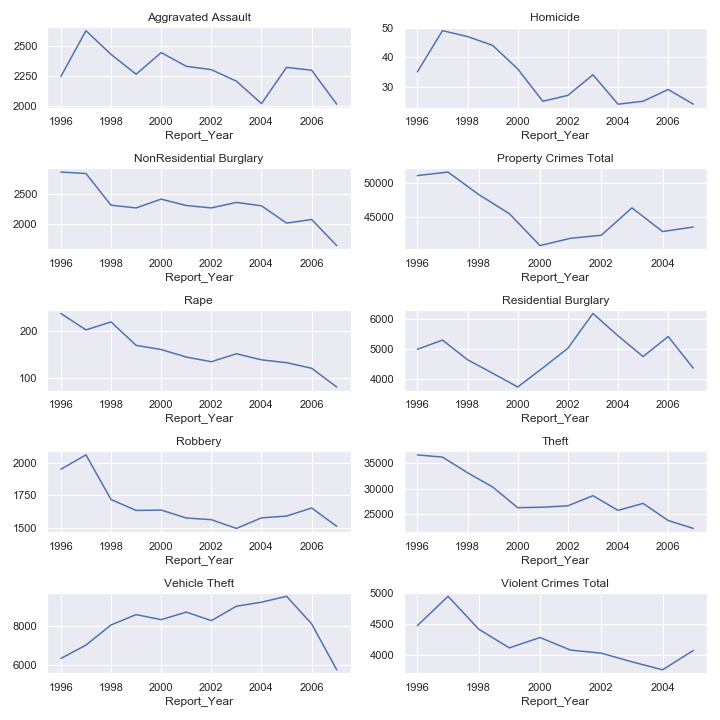 Aggravated Assault
2500
2250
2000
1996 1998 2000 2002 2004 2006
Report_Year
Homicide
50
40
30
1996 1998 2000 2002 2004 2006
Report_Year
NonResidential Burglary
2500
2000
1996 1998 2000 2002 2004 2006
Report_Year
Property Crimes Total
50000
45000
1996 1998 2000 2002 2004
Report_Year
Rape
200
100
1996 1998 2000 2002 2004 2006
Report_Year
Residential Burglary
6000
5000
4000
1996 1998 2000 2002 2004 2006
Report_Year
Robbery
2000
1750
1500
1996 1998 2000 2002 2004 2006
Report_Year
Theft
35000
30000
25000
1996 1998 2000 2002 2004 2006
Report_Year
Vehicle Theft
8000
6000
1996 1998 2000 2002 2004 2006
Report_Year
Violent Crimes Total
5000
4500
4000
1996 1998 2000 2002 2004
Report_Year